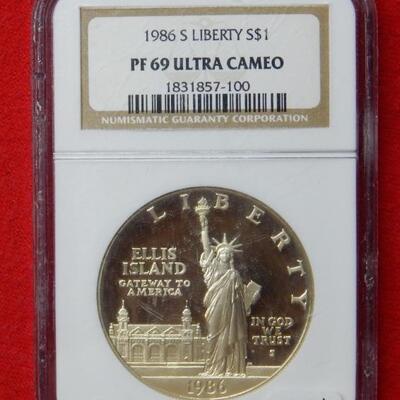 1986 S LIBERTY S$1
PF 69 ULTRA CAMEO
1831857-100
NUMISMATIC GUARANTY CORPORATION
LIBERTY
ELLIS
ISLAND
GATEWAY TO
AMERICA
IN GOD
WE
TRUST
S
1986